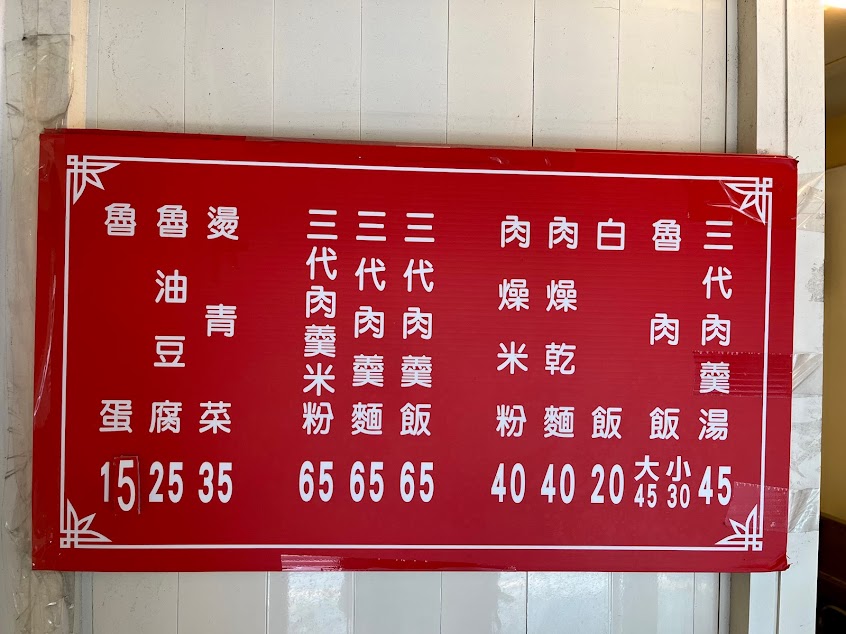 三代肉羹湯 45
魯肉飯 大45 小30
白飯 20
肉燥乾麵 40
肉燥米粉 40
三代肉羹飯 65
三代肉羹麵 65
三代肉羹米粉 65
燙青菜 35
魯油豆腐 25
魯蛋 15